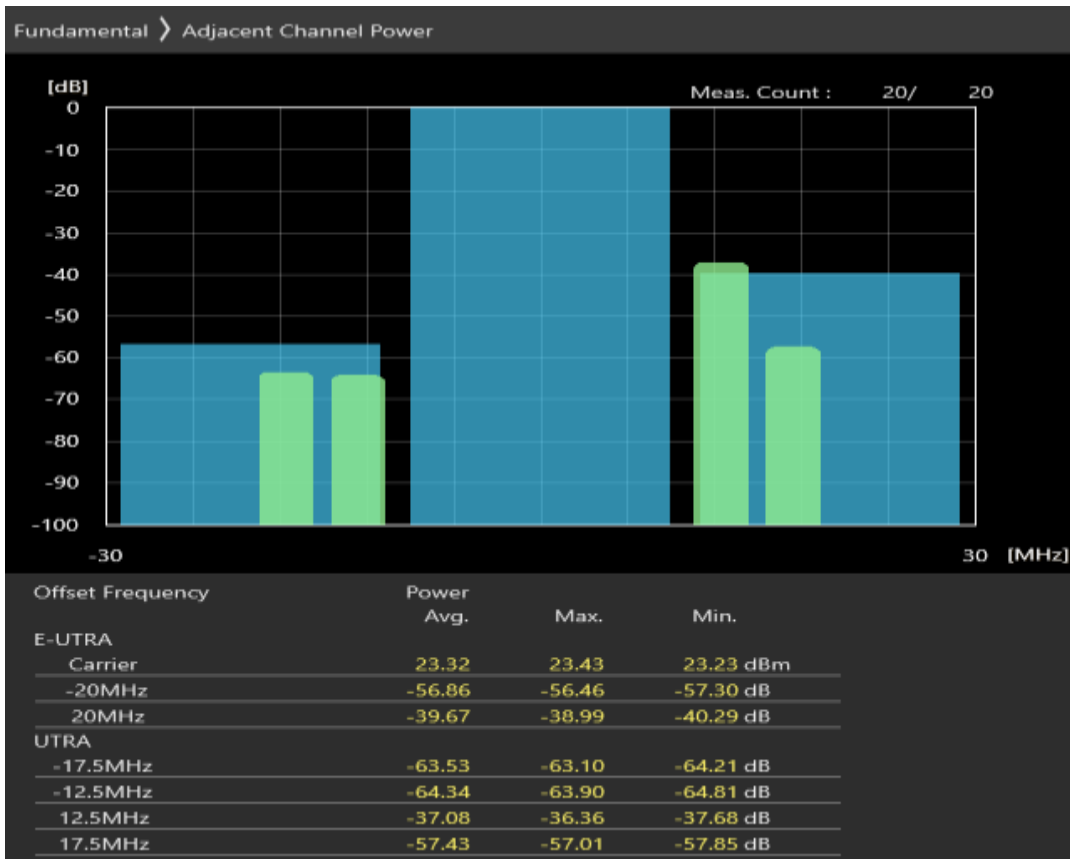 Fundamental 〉 Adjacent Channel Power
[dB]
Meas. Count : 20/ 20
0
-10
-20
-30
-40
-50
-60
-70
-80
-90
-100
-30 30 [MHz]
Offset Frequency Power
Avg. Max. Min.
E-UTRA
Carrier 23.32 23.43 23.23 dBm
-20MHz -56.86 -56.46 -57.30 dB
20MHz -39.67 -38.99 -40.29 dB
UTRA
-17.5MHz -63.53 -63.10 -64.21 dB
-12.5MHz -64.34 -63.90 -64.81 dB
12.5MHz -37.08 -36.36 -37.68 dB
17.5MHz -57.43 -57.01 -57.85 dB